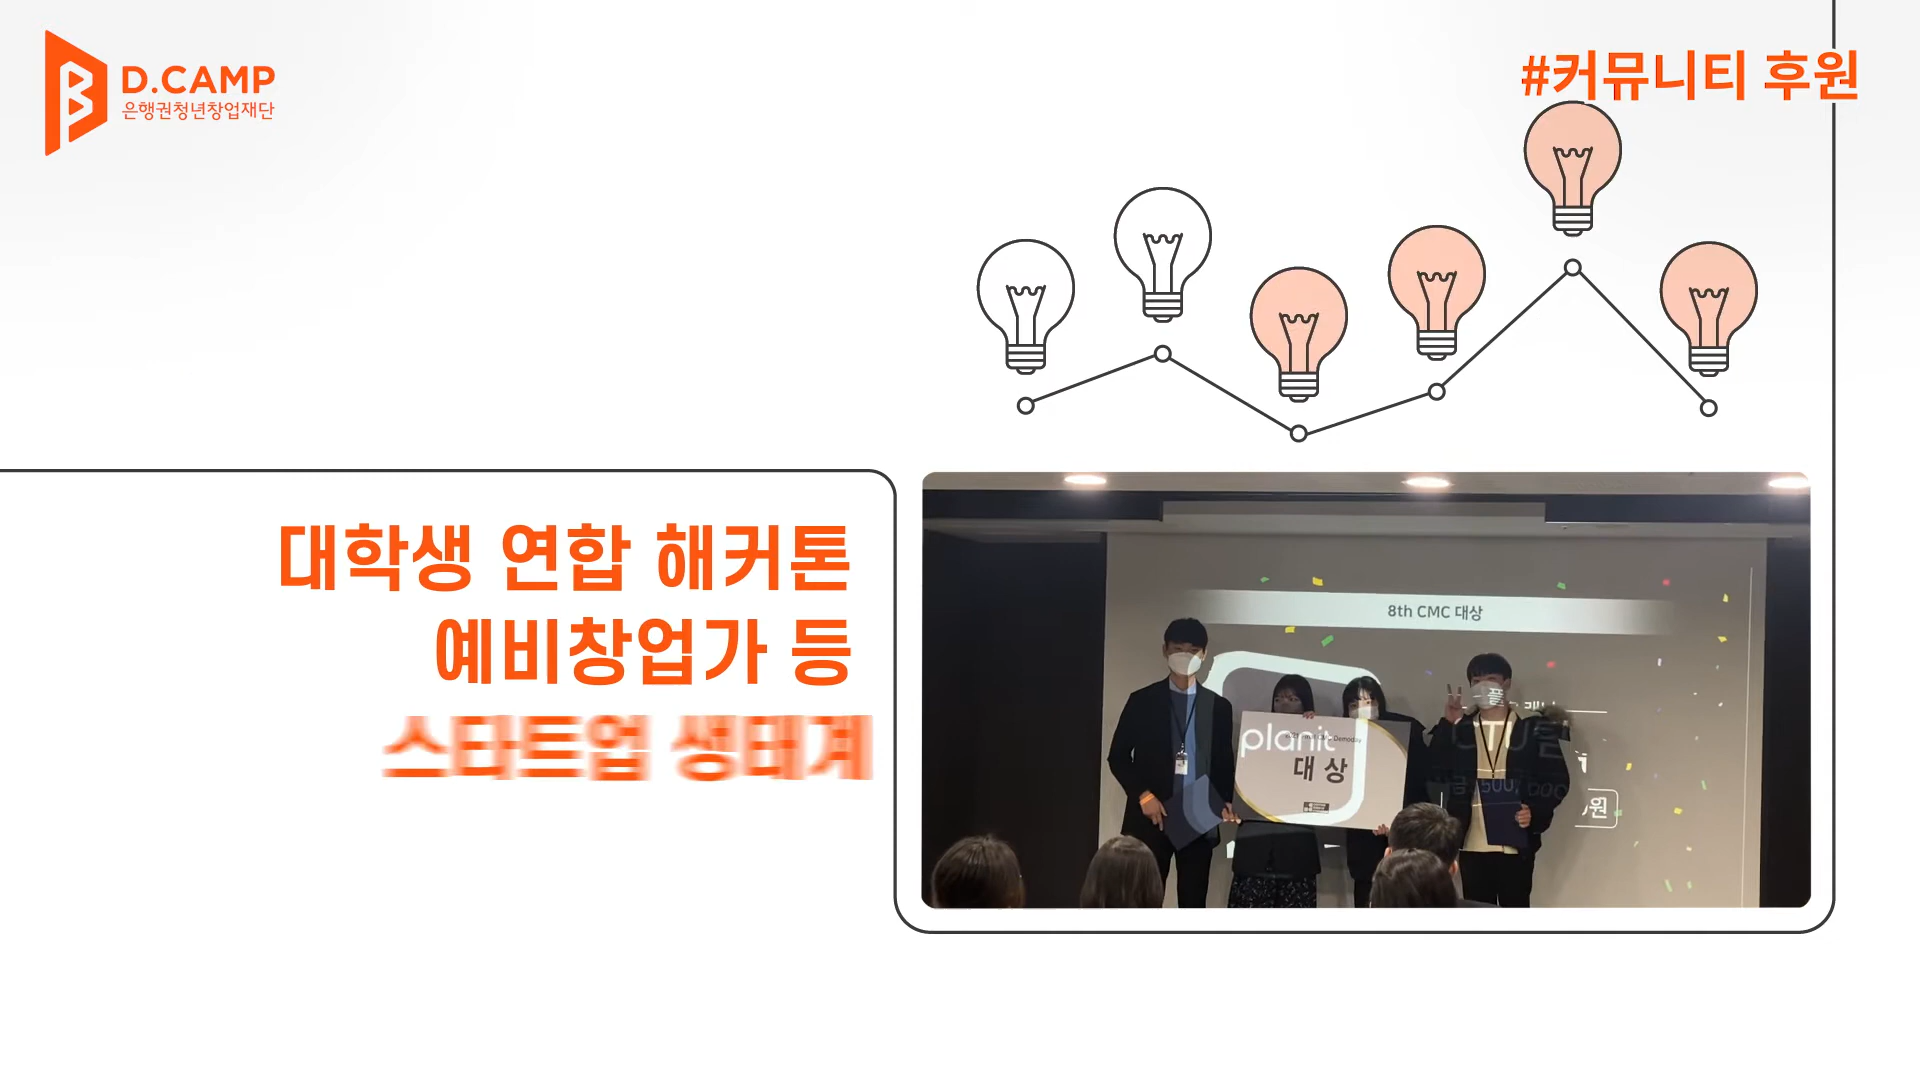 D.CAMP
은행권청년창업재단
#커뮤니티 후원
대학생 연합 해커톤
예비창업가 등
스타트업 생태계
8th CMC 대상
planit
대 상